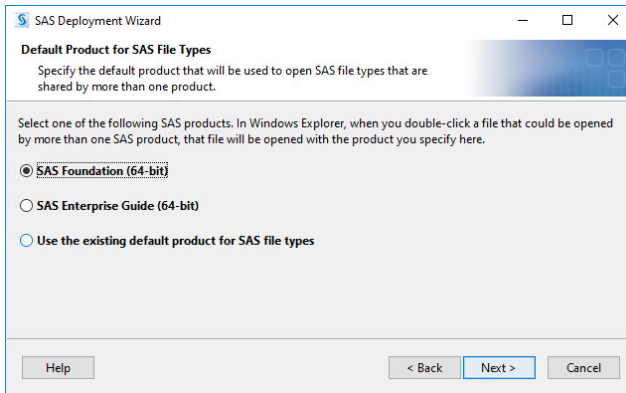 SAS Deployment Wizard
Default Product for SAS File Types
Specify the default product that will be used to open SAS file types that are
shared by more than one product.
Select one of the following SAS products. In Windows Explorer, when you double-click a file that could be opened
by more than one SAS product, that file will be opened with the product you specify here.
SAS Foundation (64-bit)
SAS Enterprise Guide (64-bit)
Use the existing default product for SAS file types
Help
< Back
Next >
Cancel